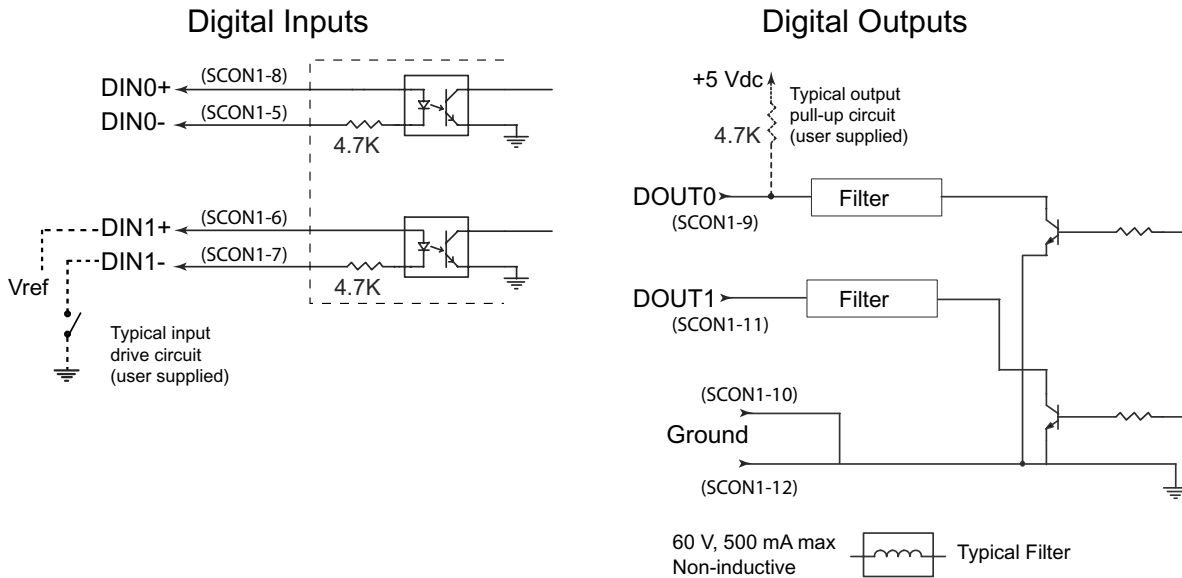 Digital Inputs
DIN0+
(SCON1-8)
DIN0-
(SCON1-5)
4.7K
DIN1+
(SCON1-6)
DIN1-
(SCON1-7)
4.7K
Vref
Typical input
drive circuit
(user supplied)
Digital Outputs
+5 Vdc
4.7K
Typical output
pull-up circuit
(user supplied)
DOUT0
(SCON1-9)
Filter
DOUT1
(SCON1-11)
Filter
(SCON1-10)
Ground
(SCON1-12)
60 V, 500 mA max
Non-inductive
Typical Filter